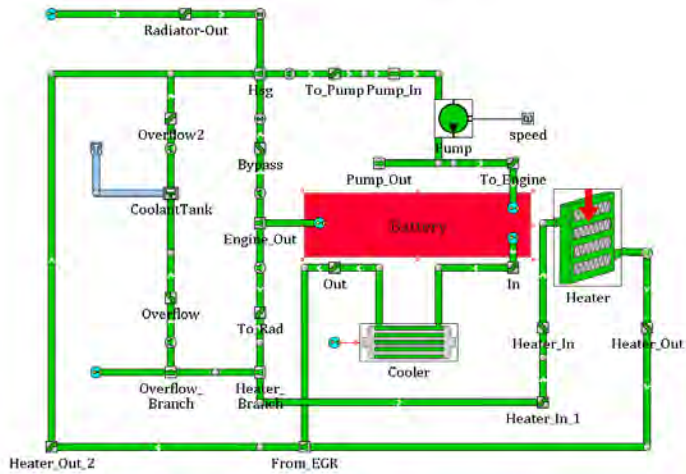 Radiator-Out
Hsg
To_Pump
Pump_In
Overflow2
Pump
speed
Bypass
Pump_Out
To_Engine
CoolantTank
Engine_Out
Battery
Overflow
To_Rad
Out
In
Heater
Cooler
Heater_In
Heater_Out
Overflow_
Branch
Heater_
Branch
Heater_In_1
Heater_Out_2
From_EGR